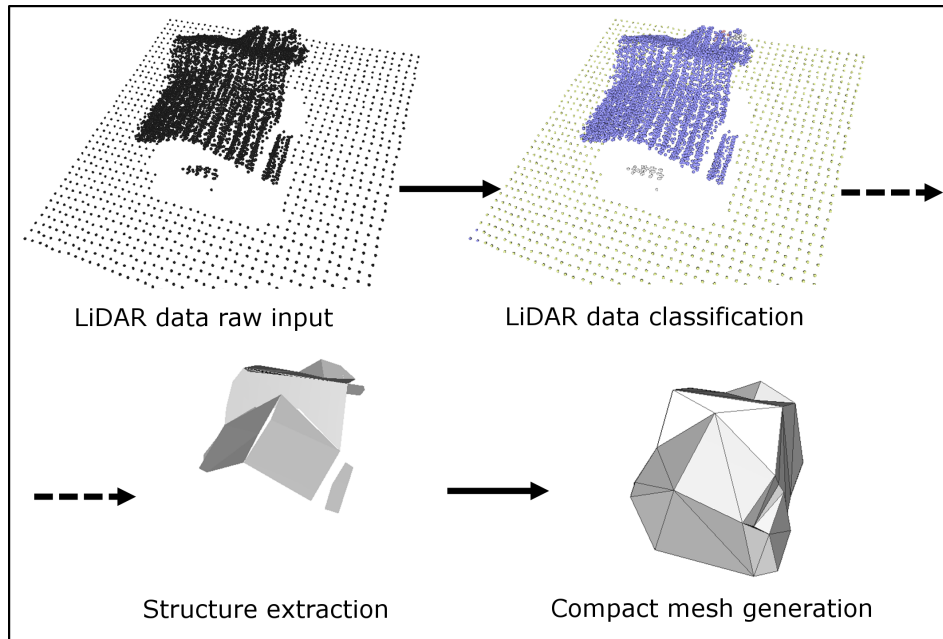 LiDAR data raw input
LiDAR data classification
Structure extraction
Compact mesh generation